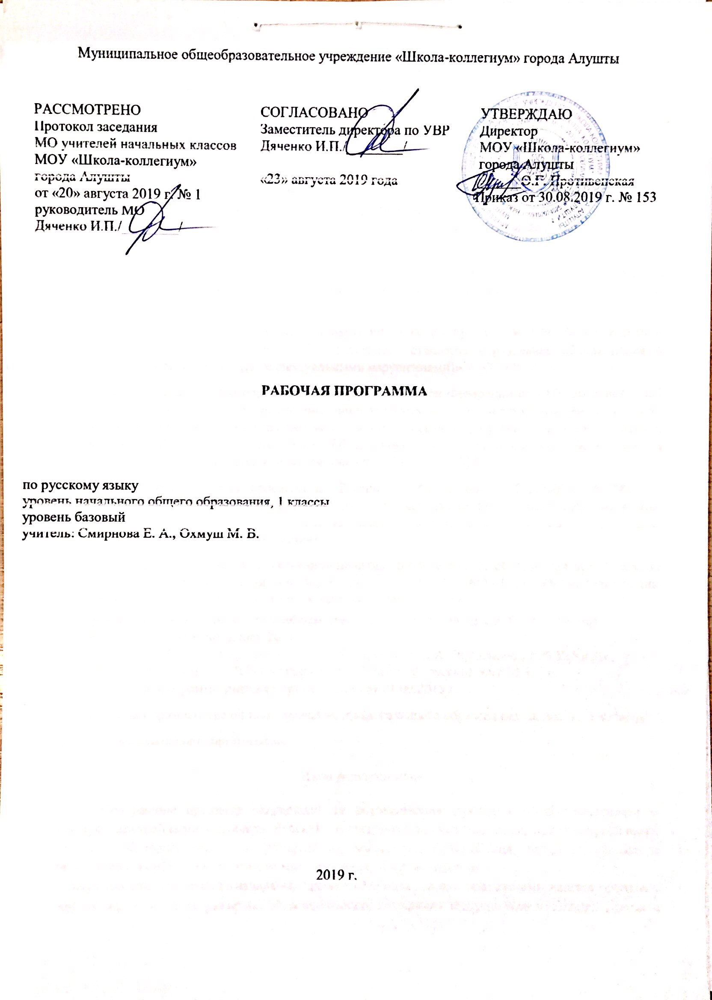 Муниципальное общеобразовательное учреждение «Школа-коллегиум» города Алушты
РАССМОТРЕНО
Протокол заседания
МО учителей начальных классов
МОУ «Школа-коллегиум»
города Алушты
от «20» августа 2019 г. № 1
руководитель МО
Дяченко И.П./ /
СОГЛАСОВАНО
Заместитель директора по УВР
Дяченко И.П./ /
«23» августа 2019 года
УТВЕРЖДАЮ
Директор
МОУ «Школа-коллегиум»
города Алушты
О.Г. Противенская
Приказ от 30.08.2019 г. № 153
РАБОЧАЯ ПРОГРАММА
по русскому языку
уровень начального общего образования, 1 классы
уровень базовый
учитель: Смирнова Е. А., Охмуш М. В.
2019 г.